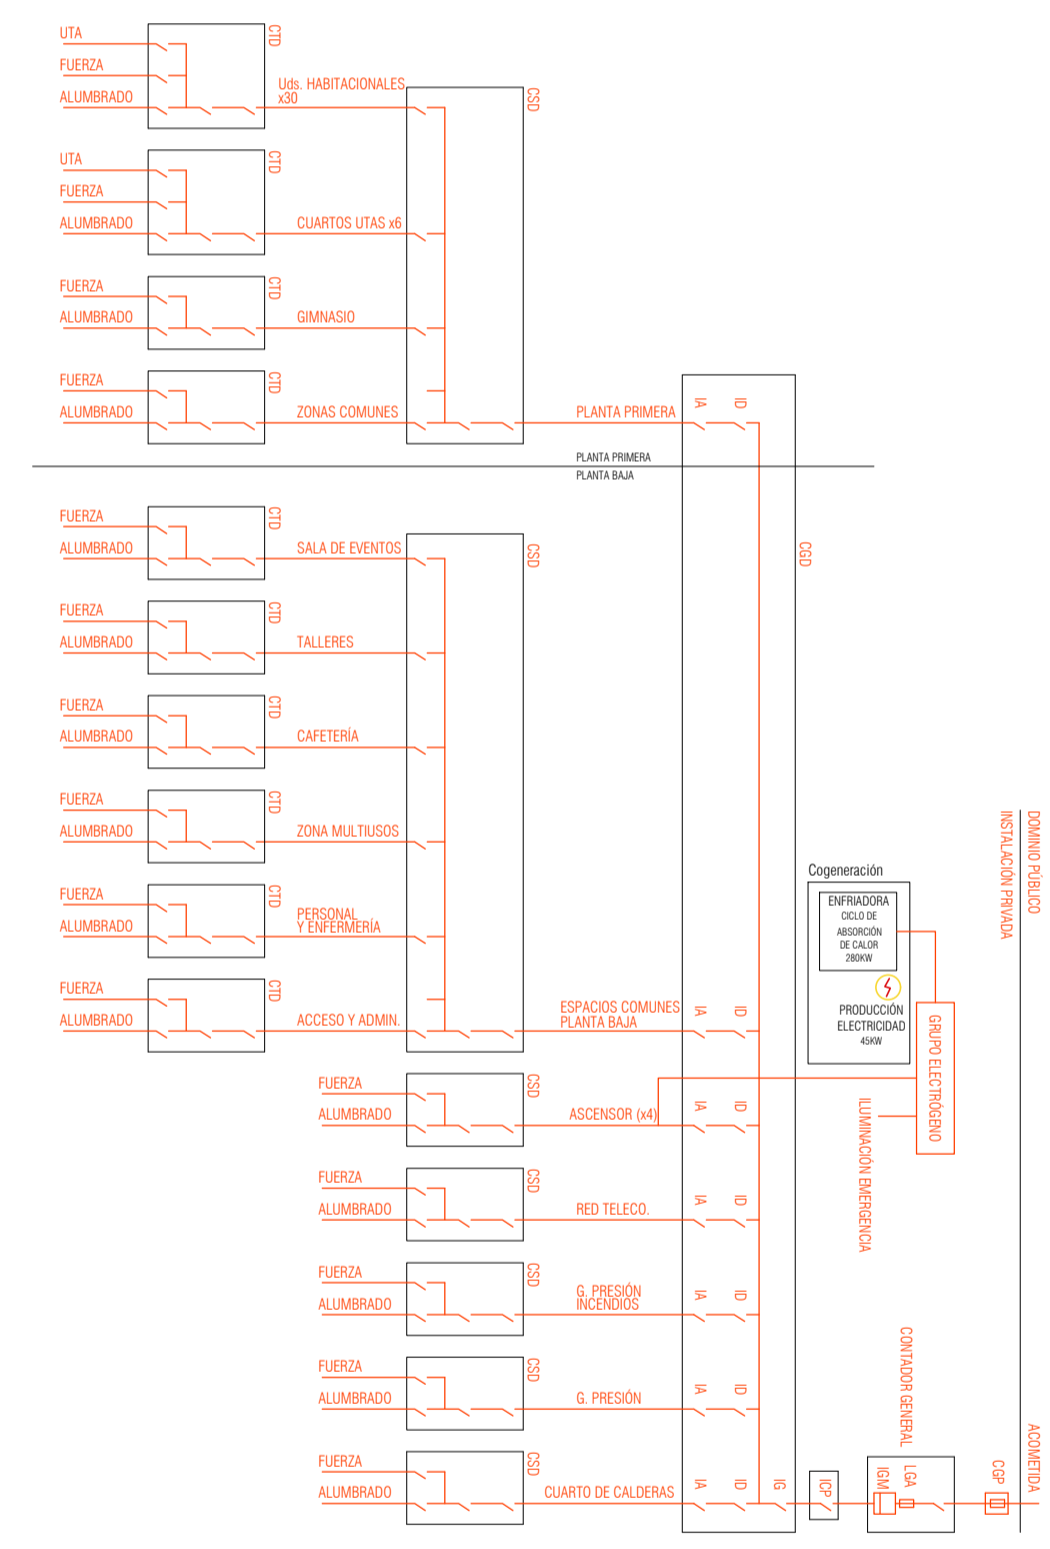 UTA
FUERZA
ALUMBRADO
CTD
Uds. HABITACIONALES
x30
CSD
UTA
FUERZA
ALUMBRADO
CTD
CUARTOS UTAS x6
FUERZA
ALUMBRADO
CTD
GIMNASIO
FUERZA
ALUMBRADO
CTD
ZONAS COMUNES
PLANTA PRIMERA
IA
ID
PLANTA PRIMERA
PLANTA BAJA
CGD
FUERZA
ALUMBRADO
CTD
SALA DE EVENTOS
CSD
FUERZA
ALUMBRADO
CTD
TALLERES
FUERZA
ALUMBRADO
CTD
CAFETERÍA
FUERZA
ALUMBRADO
CTD
ZONA MULTIUSOS
FUERZA
ALUMBRADO
CTD
PERSONAL
Y ENFERMERÍA
FUERZA
ALUMBRADO
CTD
ACCESO Y ADMIN.
ESPACIOS COMUNES
PLANTA BAJA
IA
ID
Cogeneración
ENFRIADORA
CICLO DE
ABSORCIÓN
DE CALOR
280KW
PRODUCCIÓN
ELECTRICIDAD
45KW
GRUPO ELECTRÓGENO
ILUMINACIÓN EMERGENCIA
DOMINIO PÚBLICO
INSTALACIÓN PRIVADA
FUERZA
ALUMBRADO
CSD
ASCENSOR (x4)
IA
ID
FUERZA
ALUMBRADO
CSD
RED TELECO.
IA
ID
FUERZA
ALUMBRADO
CSD
G. PRESIÓN
INCENDIOS
IA
ID
FUERZA
ALUMBRADO
CSD
G. PRESIÓN
IA
ID
FUERZA
ALUMBRADO
CSD
CUARTO DE CALDERAS
IA
ID
IG
ICP
CONTADOR GENERAL
IGM
LGA
CGP
ACOMETIDA